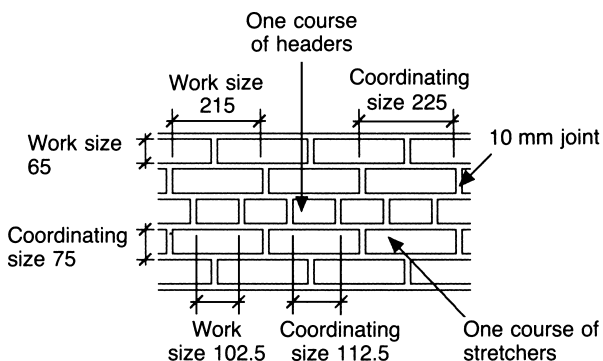 One course
of headers
Work size
215
Coordinating
size 225
Work size
65
10 mm joint
Coordinating
size 75
Work
size 102.5
Coordinating
size 112.5
One course of
stretchers